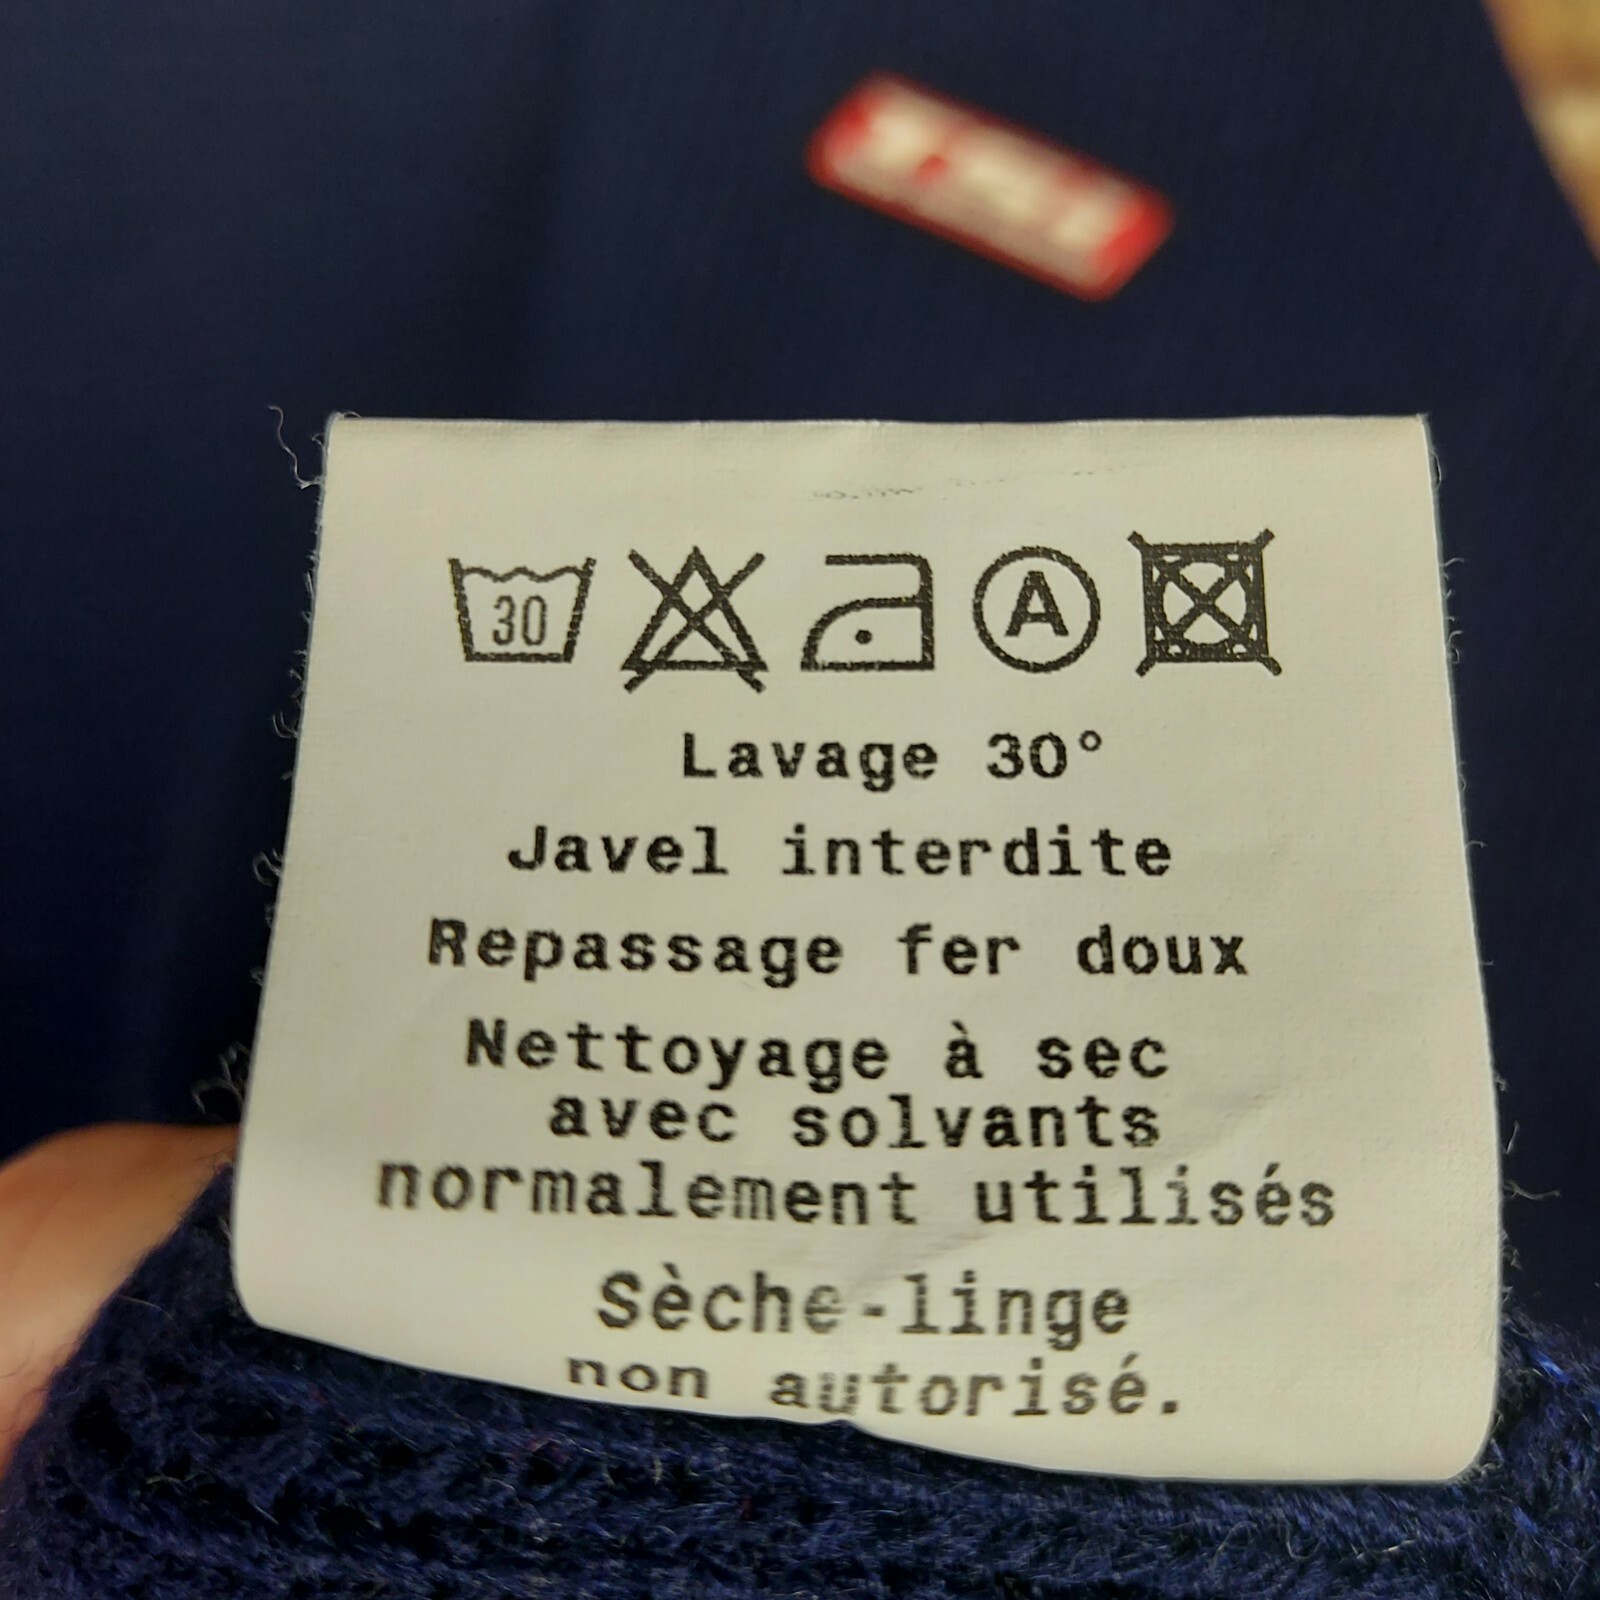 30
A
Lavage 30°
Javel interdite
Repassage fer doux
Nettoyage à sec
avec solvants
normalement utilisés
Sèche-linge
non autorisé.